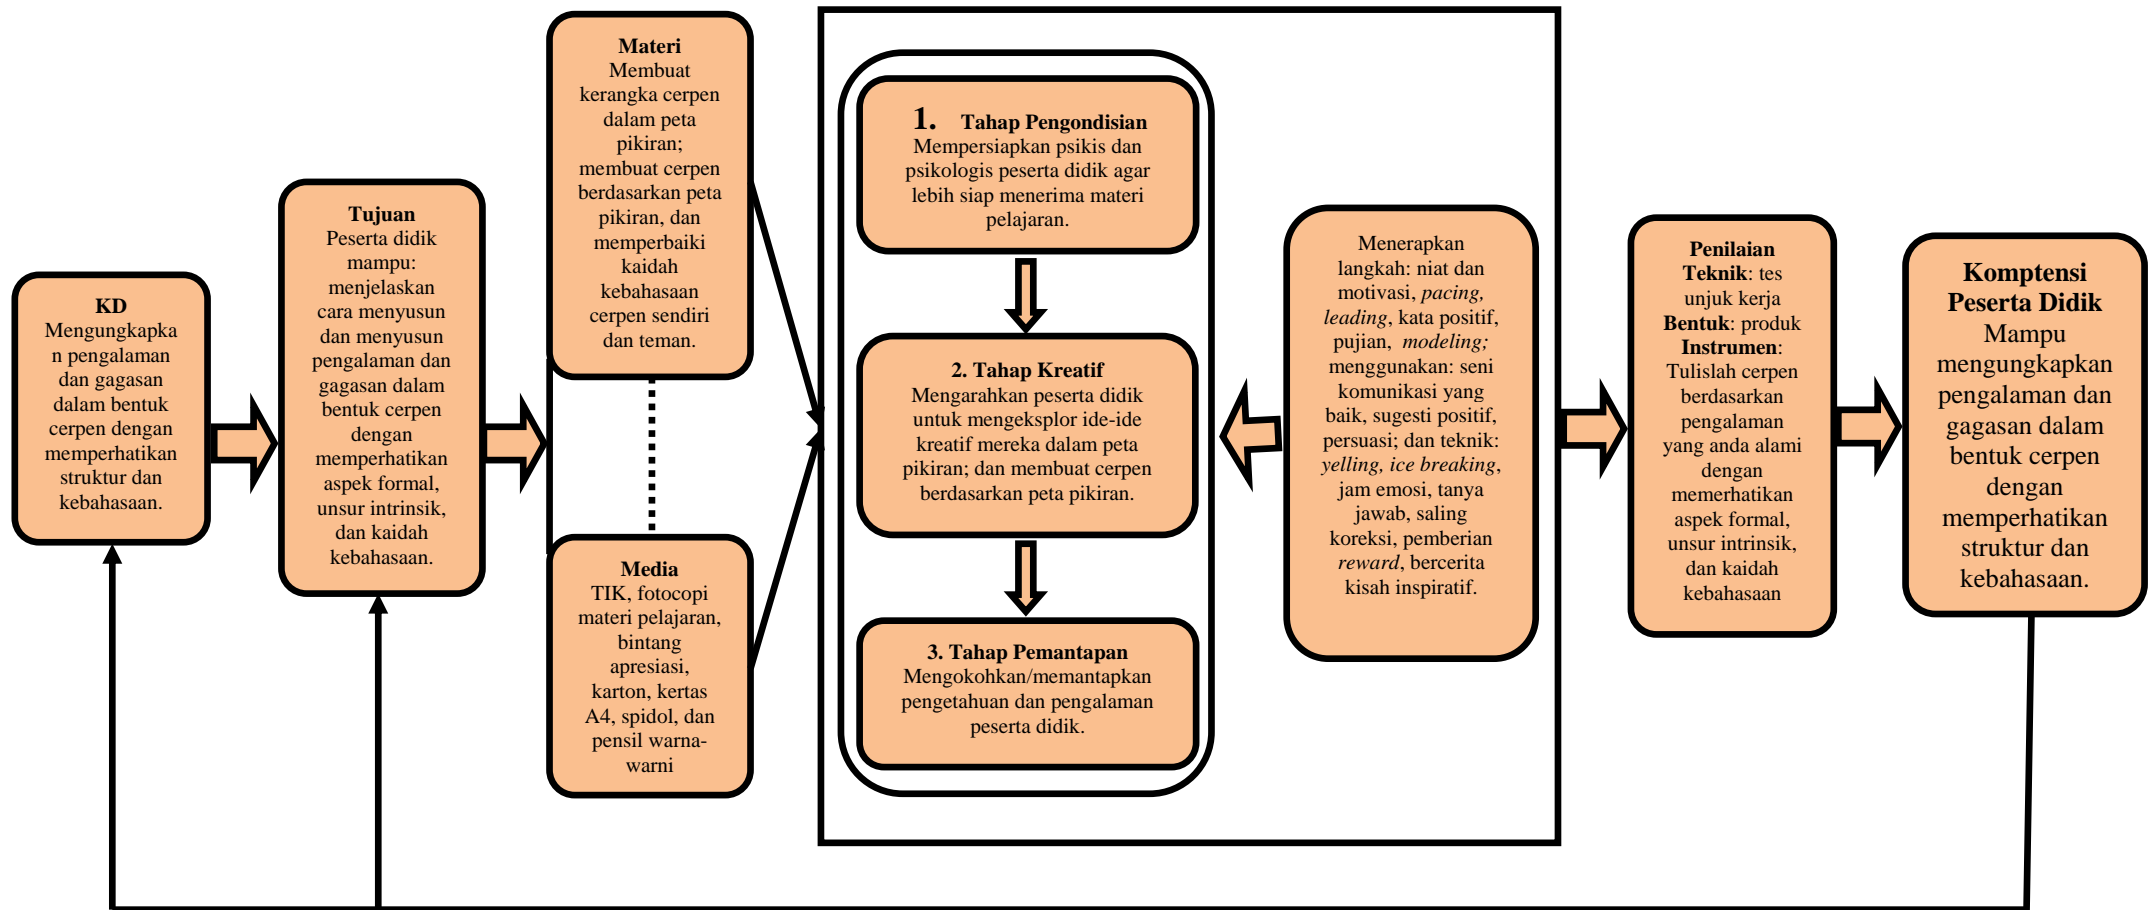 KD
Mengungkapka
n pengalaman
dan gagasan
dalam bentuk
cerpen dengan
memperhatikan
struktur dan
kebahasaan.
Tujuan
Peserta didik
mampu:
menjelaskan
cara menyusun
dan menyusun
pengalaman dan
gagasan dalam
bentuk cerpen
dengan
memperhatikan
aspek formal,
unsur intrinsik,
dan kaidah
kebahasaan.
Materi
Membuat
kerangka cerpen
dalam peta
pikiran;
membuat cerpen
berdasarkan peta
pikiran, dan
memperbaiki
kaidah
kebahasaan
cerpen sendiri
dan teman.
Media
TIK, fotocopi
materi pelajaran,
bintang
apresiasi,
karton, kertas
A4, spidol, dan
pensil warna-
warni
1. Tahap Pengondisian
Mempersiapkan psikis dan
psikologis peserta didik agar
lebih siap menerima materi
pelajaran.
2. Tahap Kreatif
Mengarahkan peserta didik
untuk mengeksplor ide-ide
kreatif mereka dalam peta
pikiran; dan membuat cerpen
berdasarkan peta pikiran.
3. Tahap Pemantapan
Mengokohkan/memantapkan
pengetahuan dan pengalaman
peserta didik.
Menerapkan
langkah: niat dan
motivasi, pacing,
leading, kata positif,
pujian, modeling;
menggunakan: seni
komunikasi yang
baik, sugesti positif,
persuasi; dan teknik:
yelling, ice breaking,
jam emosi, tanya
jawab, saling
koreksi, pemberian
reward, bercerita
kisah inspiratif.
Penilaian
Teknik: tes
unjuk kerja
Bentuk: produk
Instrumen:
Tulislah cerpen
berdasarkan
pengalaman
yang anda alami
dengan
memerhatikan
aspek formal,
unsur intrinsik,
dan kaidah
kebahasaan
Komptensi
Peserta Didik
Mampu
mengungkapkan
pengalaman dan
gagasan dalam
bentuk cerpen
dengan
memperhatikan
struktur dan
kebahasaan.